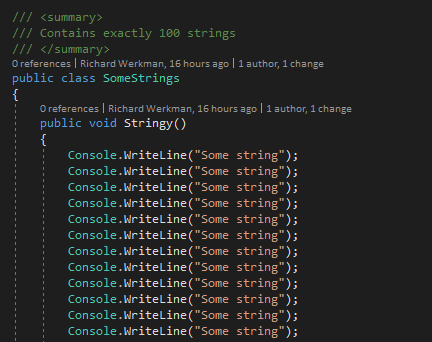 /// <summary>
/// Contains exactly 100 strings
/// </summary>
0 references | Richard Werkman, 16 hours ago | 1 author, 1 change
public class SomeStrings
{
0 references | Richard Werkman, 16 hours ago | 1 author, 1 change
public void Stringy()
{
Console.WriteLine("Some string");
Console.WriteLine("Some string");
Console.WriteLine("Some string");
Console.WriteLine("Some string");
Console.WriteLine("Some string");
Console.WriteLine("Some string");
Console.WriteLine("Some string");
Console.WriteLine("Some string");
Console.WriteLine("Some string");
Console.WriteLine("Some string");
Console.WriteLine("Some string");
Console.WriteLine("Some string");